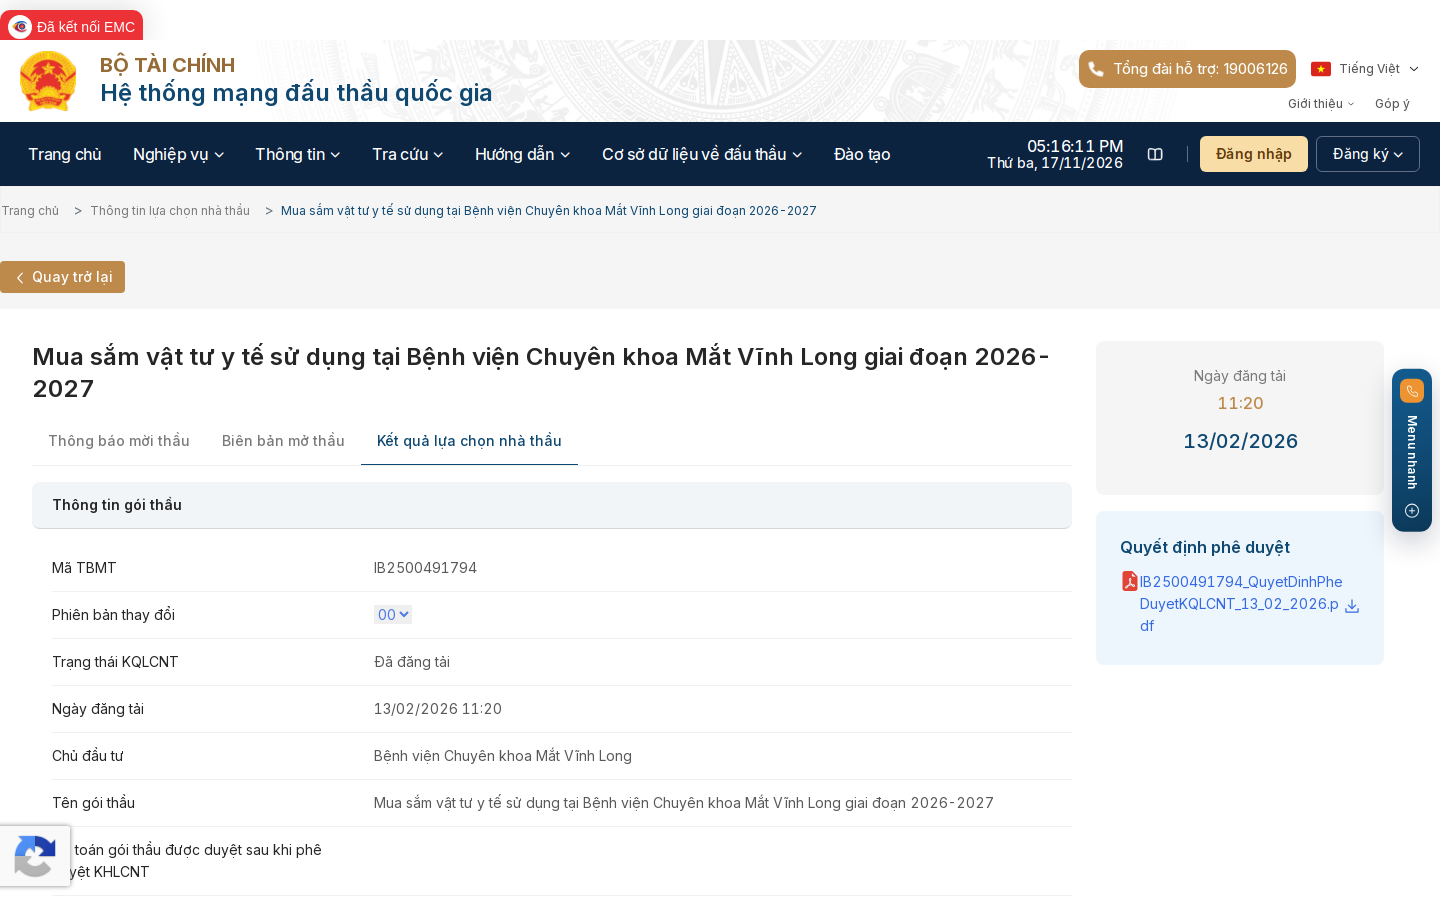 Đã kết nối EMC
BỘ TÀI CHÍNH
Hệ thống mạng đấu thầu quốc gia
Tổng đài hỗ trợ: 19006126
Tiếng Việt
Giới thiệu
Góp ý
Trang chủ
Nghiệp vụ
Thông tin
Tra cứu
Hướng dẫn
Cơ sở dữ liệu về đấu thầu
Đào tạo
05:16:11 PM
Thứ ba, 17/11/2026
Đăng nhập
Đăng ký
Trang chủ > Thông tin lựa chọn nhà thầu > Mua sắm vật tư y tế sử dụng tại Bệnh viện Chuyên khoa Mắt Vĩnh Long giai đoạn 2026-2027
Quay trở lại
Mua sắm vật tư y tế sử dụng tại Bệnh viện Chuyên khoa Mắt Vĩnh Long giai đoạn 2026-
2027
Thông báo mời thầu
Biên bản mở thầu
Kết quả lựa chọn nhà thầu
Thông tin gói thầu
Mã TBMT
IB2500491794
Phiên bản thay đổi
00
Trạng thái KQLCNT
Đã đăng tải
Ngày đăng tải
13/02/2026 11:20
Chủ đầu tư
Bệnh viện Chuyên khoa Mắt Vĩnh Long
Tên gói thầu
Mua sắm vật tư y tế sử dụng tại Bệnh viện Chuyên khoa Mắt Vĩnh Long giai đoạn 2026-2027
toán gói thầu được duyệt sau khi phê
KHLCNT
Ngày đăng tải
11:20
13/02/2026
Quyết định phê duyệt
IB2500491794_QuyetDinhPhe
DuyetKQLCNT_13_02_2026.p
df
Menu nhanh